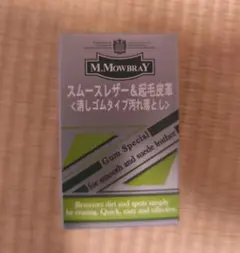 M.MOWBRAY
スムースレザー&起毛皮革
<消しゴムタイプ汚れ落とし>
Gum Special
for smooth and suede leather
Removes dirt and spots simply
by erasing. Quick, easy and effective.